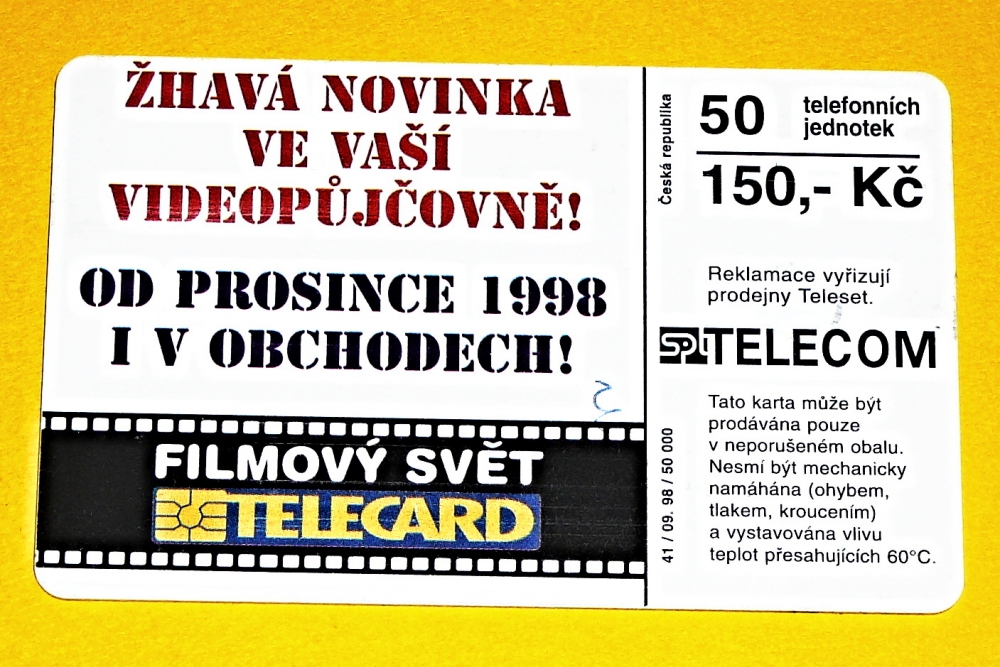 ŽHAVÁ NOVINKA
VE VAŠÍ
VIDEOPŮJČOVNĚ!
OD PROSINCE 1998
I V OBCHODECH!
FILMOVÝ SVĚT
TELECARD
Česká republika
50 telefonních
jednotek
150,- Kč
Reklamace vyřizují
prodejny Teleset.
SPT TELECOM
41 / 09. 98 / 50 000
Tato karta může být
prodávána pouze
v neporušeném obalu.
Nesmí být mechanicky
namáhána (ohybem,
tlakem, kroucením)
a vystavována vlivu
teplot přesahujících 60°C.